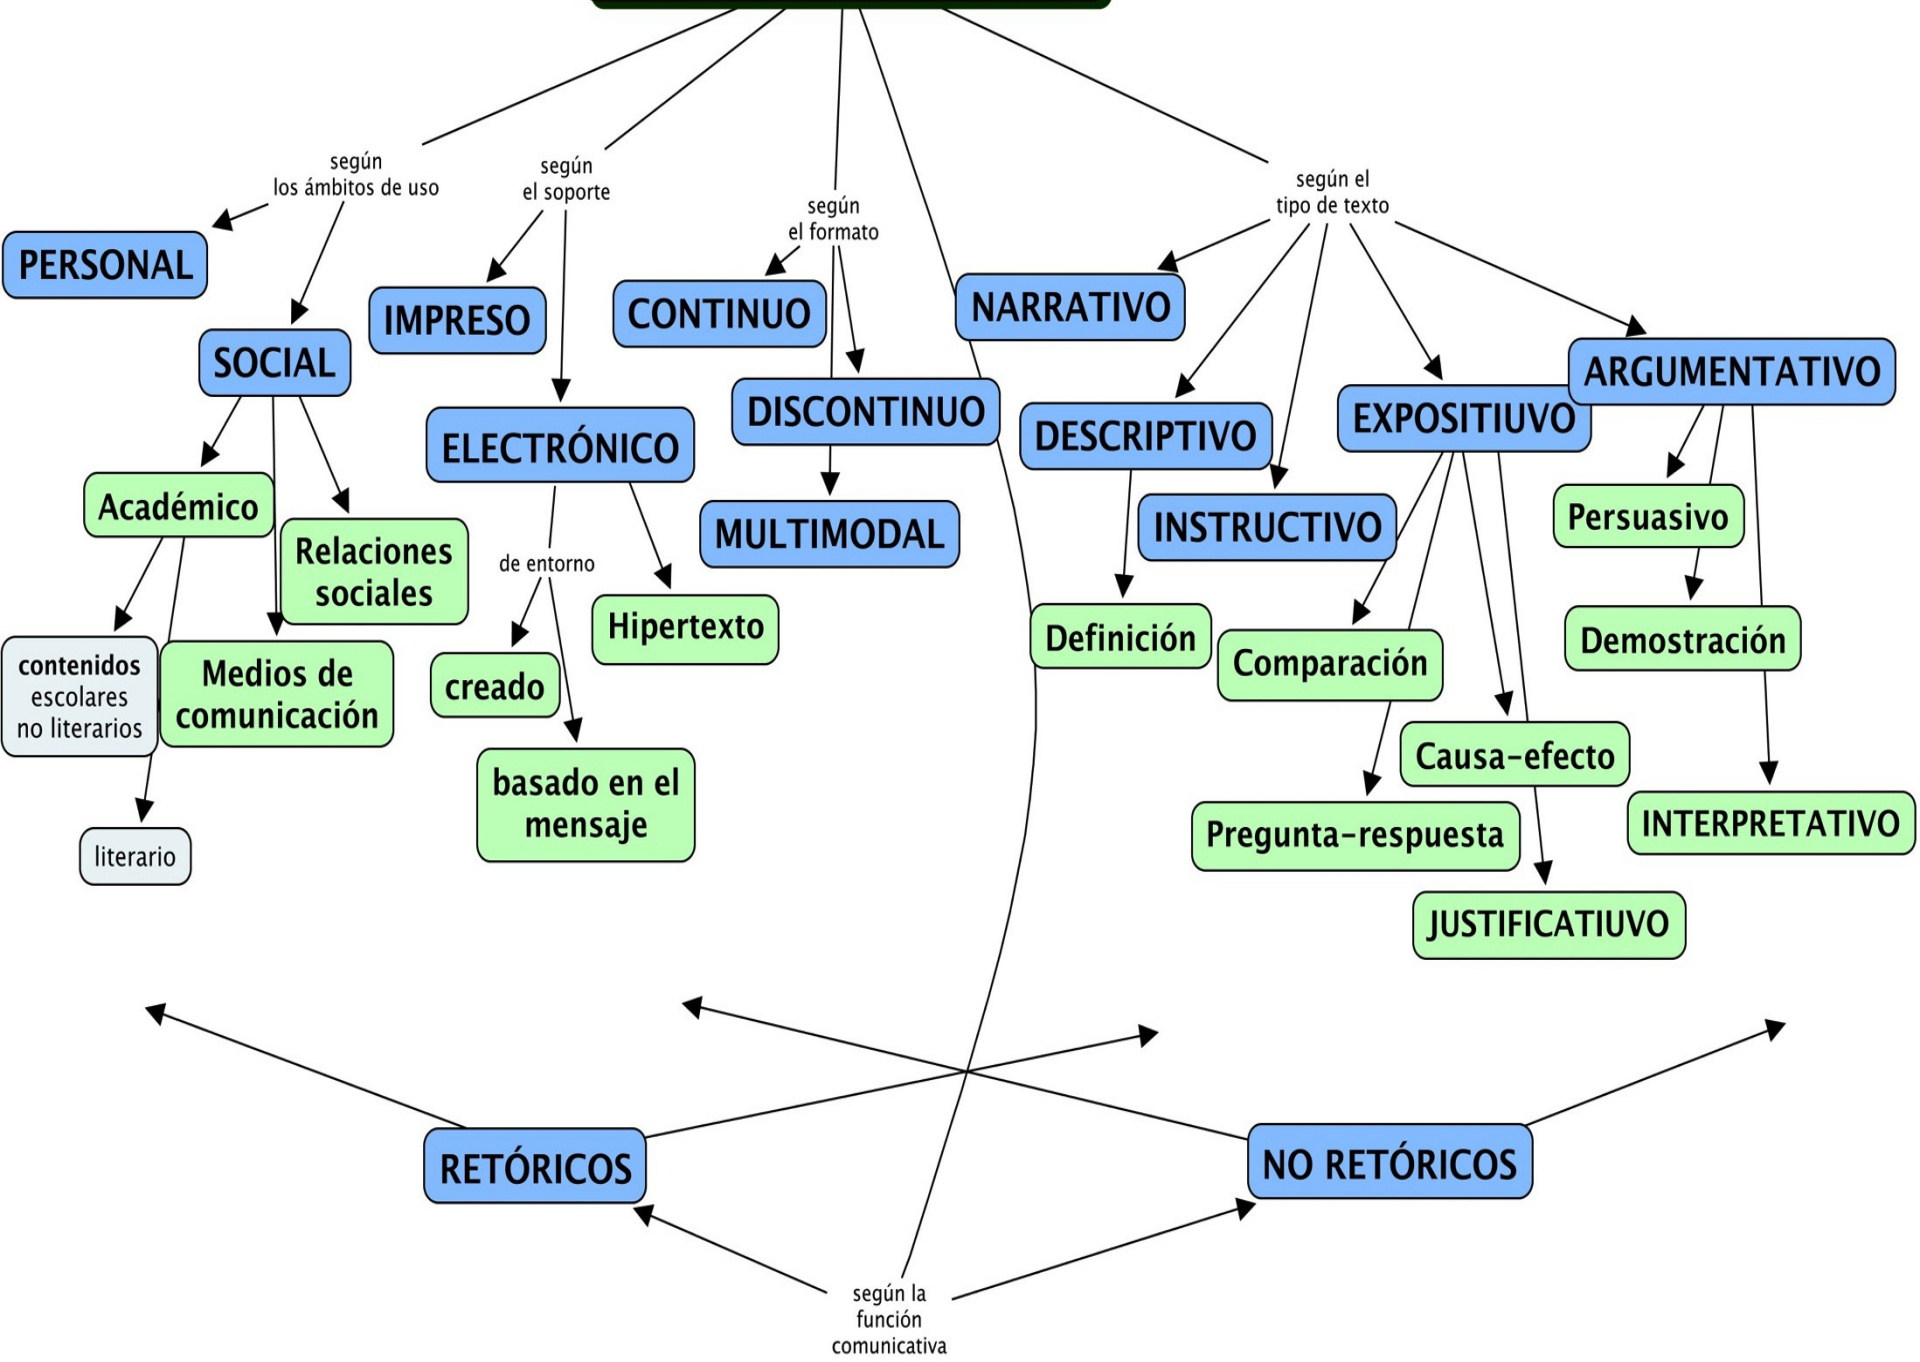 según
los ámbitos de uso
según
el soporte
según
el formato
según el
tipo de texto
PERSONAL
SOCIAL
IMPRESO
ELECTRÓNICO
CONTINUO
DISCONTINUO
MULTIMODAL
NARRATIVO
DESCRIPTIVO
INSTRUCTIVO
EXPOSITIUVO
ARGUMENTATIVO
Académico
Relaciones
sociales
Medios de
comunicación
contenidos
escolares
no literarios
literario
de entorno
creado
basado en el
mensaje
Hipertexto
Definición
Comparación
Pregunta-respuesta
Causa-efecto
JUSTIFICATIUVO
Persuasivo
Demostración
INTERPRETATIVO
RETÓRICOS
NO RETÓRICOS
según la
función
comunicativa